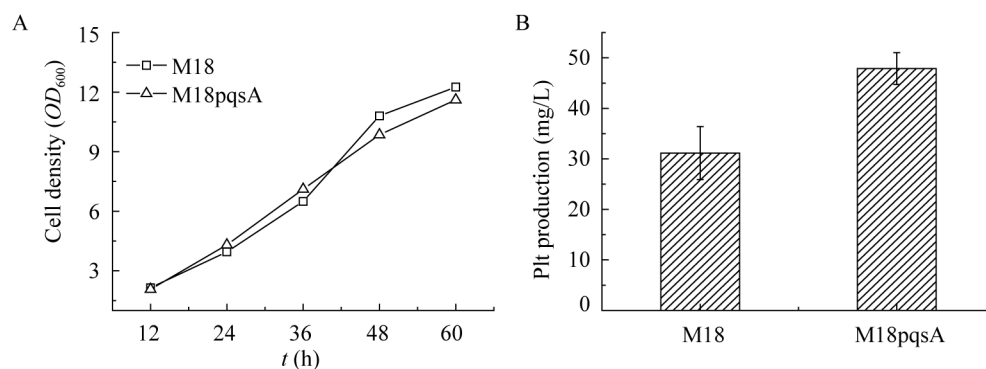 A
M18
M18pqsA
Cell density (OD600)
12
9
6
3
12 24 36 48 60
t (h)
B
Plt production (mg/L)
50
40
30
20
10
0
M18 M18pqsA